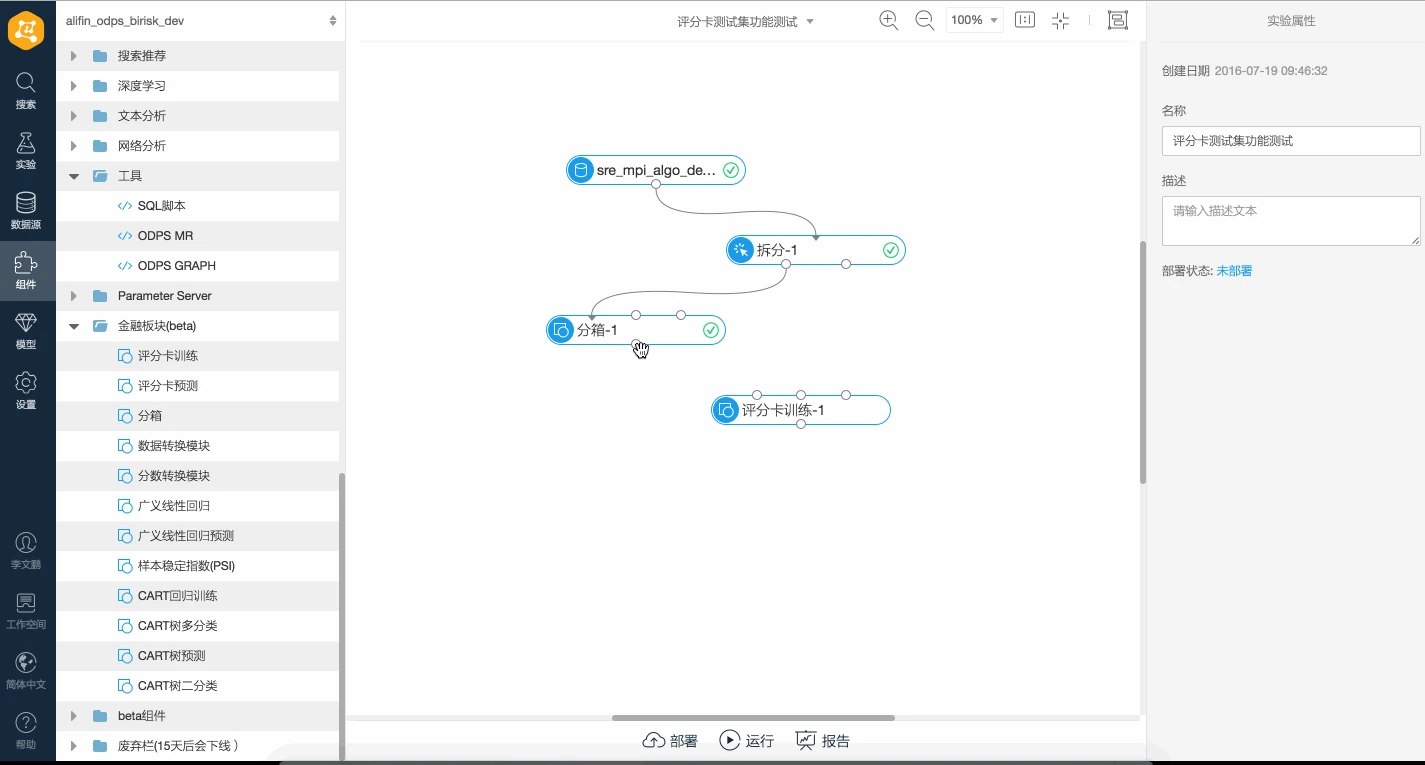 alifin_odps_birisk_dev
搜索
实验
数据源
组件
模型
设置
李文鹏
工作空间
简体中文
帮助
搜索推荐
深度学习
文本分析
网络分析
工具
SQL脚本
ODPS MR
ODPS GRAPH
Parameter Server
金融板块(beta)
评分卡训练
评分卡预测
分箱
数据转换模块
分数转换模块
广义线性回归
广义线性回归预测
样本稳定指数(PSI)
CART回归训练
CART树多分类
CART树预测
CART树二分类
beta组件
废弃栏(15天后会下线 )
评分卡测试集功能测试
100%
sre_mpi_algo_de...
拆分-1
分箱-1
评分卡训练-1
部署
运行
报告
实验属性
创建日期 2016-07-19 09:46:32
名称
评分卡测试集功能测试
描述
请输入描述文本
部署状态: 未部署